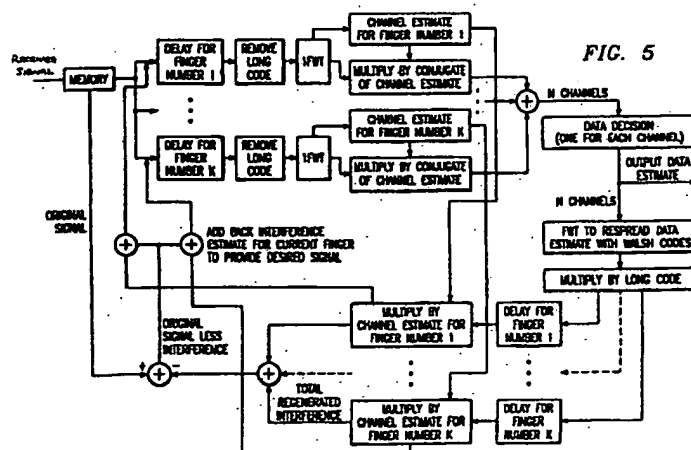 FIG. 5
RECEIVED
SIGNAL
MEMORY
DELAY FOR
FINGER
NUMBER 1
REMOVE
LONG
CODE
IFWT
CHANNEL ESTIMATE
FOR FINGER NUMBER 1
MULTIPLY BY CONJUGATE
OF CHANNEL ESTIMATE
DELAY FOR
FINGER
NUMBER K
REMOVE
LONG
CODE
IFWT
CHANNEL ESTIMATE
FOR FINGER NUMBER K
MULTIPLY BY CONJUGATE
OF CHANNEL ESTIMATE
N CHANNELS
DATA DECISION
(ONE FOR EACH CHANNEL)
OUTPUT DATA
ESTIMATE
N CHANNELS
FWT TO RESPREAD DATA
ESTIMATE WITH WALSH CODES
MULTIPLY BY LONG CODE
ORIGINAL
SIGNAL
ADD BACK INTERFERENCE
ESTIMATE FOR CURRENT FINGER
TO PROVIDE DESIRED SIGNAL
ORIGINAL
SIGNAL LESS
INTERFERENCE
+
−
TOTAL
REGENERATED
INTERFERENCE
MULTIPLY BY
CHANNEL ESTIMATE FOR
FINGER NUMBER 1
DELAY FOR
FINGER
NUMBER 1
MULTIPLY BY
CHANNEL ESTIMATE FOR
FINGER NUMBER K
DELAY FOR
FINGER
NUMBER K